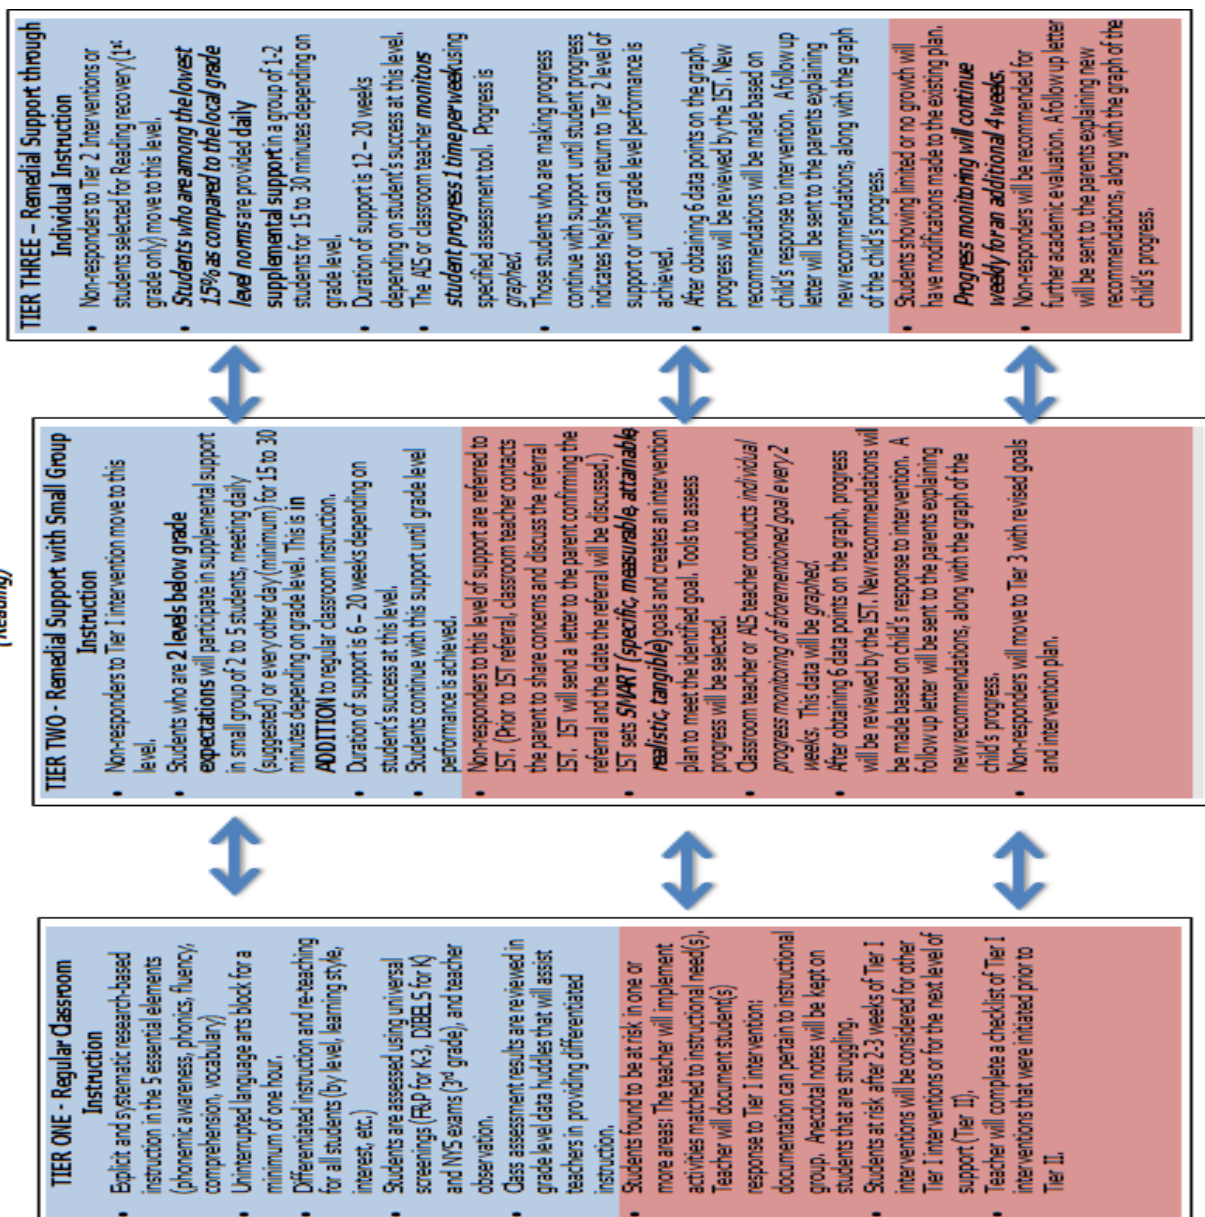 (Reading)
TIER ONE - Regular Classroom
Instruction
• Explicit and systematic research-based
instruction in the 5 essential elements
(phonemic awareness, phonics, fluency,
comprehension, vocabulary)
• Uninterrupted language arts block for a
minimum of one hour.
• Differentiated instruction and re-teaching
for all students (by level, learning style,
interest, etc.)
• Students are assessed using universal
screenings (F&P for K-3, DIBELS for K)
and NYS exams (3rd grade), and teacher
observation.
• Class assessment results are reviewed in
grade level data huddles that will assist
teachers in providing differentiated
instruction.
• Students found to be at risk in one or
more areas: The teacher will implement
activities matched to instructional need(s).
Teacher will document student(s)
response to Tier I intervention:
documentation can pertain to instructional
group. Anecdotal notes will be kept on
students that are struggling.
• Students at risk after 2-3 weeks of Tier I
interventions will be considered for other
Tier I interventions or for the next level of
support (Tier II).
• Teacher will complete a checklist of Tier I
interventions that were initiated prior to
Tier II.
TIER TWO - Remedial Support with Small Group
Instruction
• Non-responders to Tier I intervention move to this
level.
• Students who are 2 levels below grade
expectations will participate in supplemental support
in small group of 2 to 5 students, meeting daily
(suggested) or every other day (minimum) for 15 to 30
minutes depending on grade level. This is in
ADDITION to regular classroom instruction.
• Duration of support is 6 – 20 weeks depending on
student's success at this level.
• Students continue with this support until grade level
performance is achieved.
• Non-responders to this level of support are referred to
IST. (Prior to IST referral, classroom teacher contacts
the parent to share concerns and discuss the referral
IST. IST will send a letter to the parent confirming the
referral and the date the referral will be discussed.)
• IST sets SMART (specific, measurable, attainable,
realistic, tangible) goals and creates an intervention
plan to meet the identified goal. Tools to assess
progress will be selected.
• Classroom teacher or AIS teacher conducts individual
progress monitoring of aforementioned goal every 2
weeks. This data will be graphed.
• After obtaining 6 data points on the graph, progress
will be reviewed by the IST. New recommendations will
be made based on child's response to intervention. A
follow up letter will be sent to the parents explaining
new recommendations, along with the graph of the
child's progress.
• Non-responders will move to Tier 3 with revised goals
and intervention plan.
TIER THREE – Remedial Support through
Individual Instruction
• Non-responders to Tier 2 Interventions or
students selected for Reading recovery (1st
grade only) move to this level.
• Students who are among the lowest
15% as compared to the local grade
level norms are provided daily
supplemental support in a group of 1-2
students for 15 to 30 minutes depending on
grade level.
• Duration of support is 12 – 20 weeks
depending on student's success at this level.
• The AIS or classroom teacher monitors
student progress 1 time per week using
specified assessment tool. Progress is
graphed.
• Those students who are making progress
continue with support until student progress
indicates he/she can return to Tier 2 level of
support or until grade level performance is
achieved.
• After obtaining 6 data points on the graph,
progress will be reviewed by the IST. New
recommendations will be made based on
child's response to intervention. A follow up
letter will be sent to the parents explaining
new recommendations, along with the graph
of the child's progress.
• Students showing limited or no growth will
have modifications made to the existing plan.
Progress monitoring will continue
weekly for an additional 4 weeks.
• Non-responders will be recommended for
further academic evaluation. A follow up letter
will be sent to the parents explaining new
recommendations, along with the graph of the
child's progress.